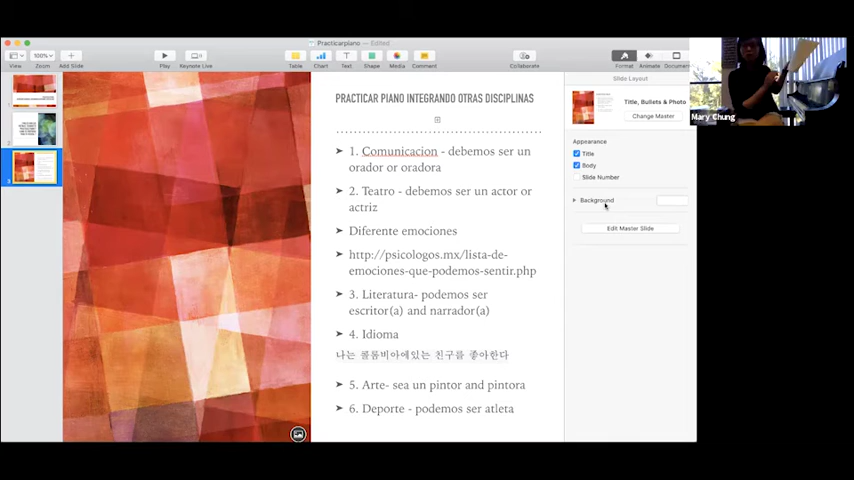 Practicarpiano — Edited
100%
View
Zoom
Add Slide
Play
Keynote Live
Table
Chart
Text
Shape
Media
Comment
Collaborate
Format
Animate
Document
1
2
3
PRACTICAR PIANO INTEGRANDO OTRAS DISCIPLINAS
➤ 1. Comunicacion - debemos ser un
orador or oradora
➤ 2. Teatro - debemos ser un actor or
actriz
➤ Diferente emociones
➤ http://psicologos.mx/lista-de-
emociones-que-podemos-sentir.php
➤ 3. Literatura- podemos ser
escritor(a) and narrador(a)
➤ 4. Idioma
나는 콜롬비아에있는 친구를 좋아한다
➤ 5. Arte- sea un pintor and pintora
➤ 6. Deporte - podemos ser atleta
Slide Layout
Title, Bullets & Photo
Change Master
Appearance
Title
Body
Slide Number
Background
Edit Master Slide
Mary Chung